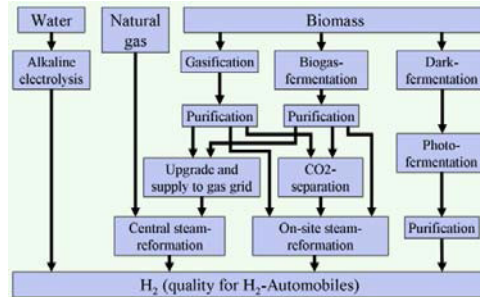 Water
Natural
gas
Biomass
Alkaline
electrolysis
Gasification
Biogas-
fermentation
Dark-
fermentation
Purification
Purification
Photo-
fermentation
Upgrade and
supply to gas grid
CO2-
separation
Central steam-
reformation
On-site steam-
reformation
Purification
H₂ (quality for H₂-Automobiles)